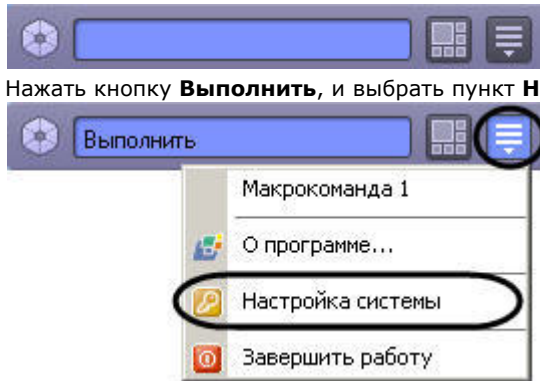 Нажать кнопку Выполнить, и выбрать пункт Н
Выполнить
Макрокоманда 1
О программе...
Настройка системы
Завершить работу